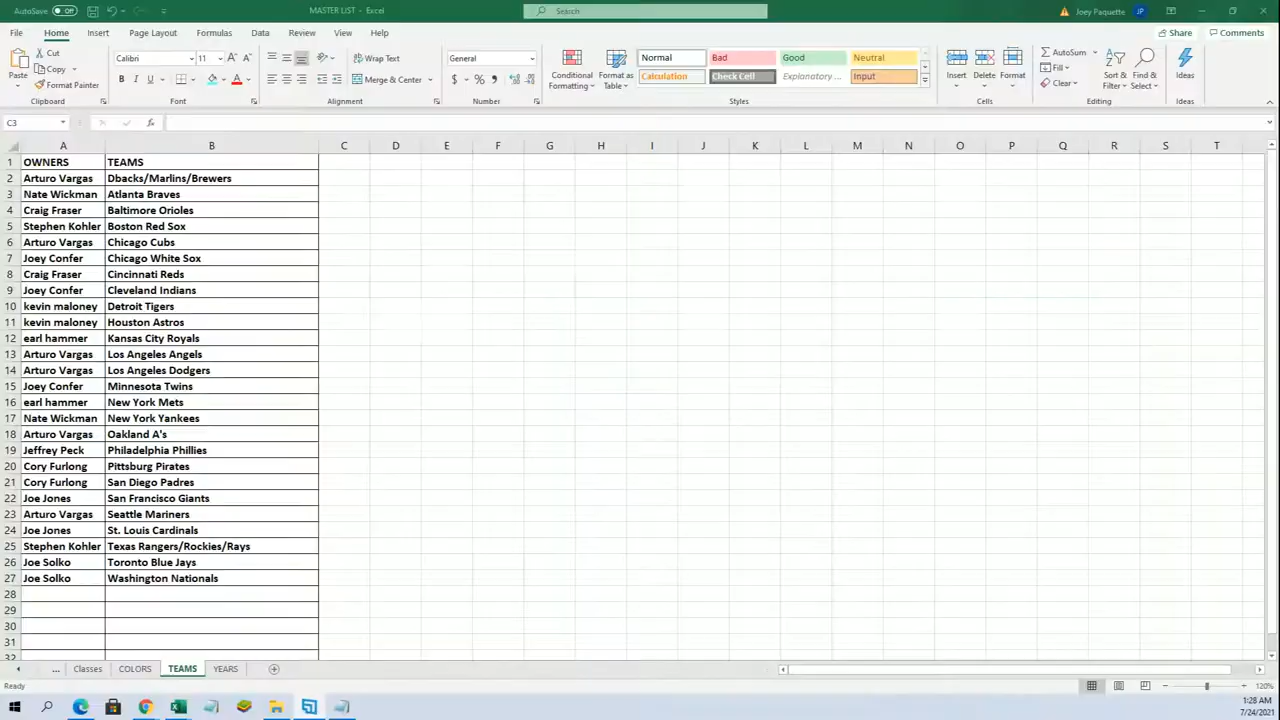 AutoSave Off MASTER LIST - Excel Search Joey Paquette JP
File Home Insert Page Layout Formulas Data Review View Help Share Comments
Paste Cut Calibri 11 Wrap Text General Conditional Formatting Format as Table Normal Bad Good Neutral Insert Delete Format AutoSum Sort & Filter Find & Select Ideas
Copy Fill
Format Painter Merge & Center Calculation Check Cell Explanatory ... Input Clear
Clipboard Font Alignment Number Styles Cells Editing Ideas
C3 fx
A B C D E F G H I J K L M N O P Q R S T
1 OWNERS TEAMS
2 Arturo Vargas Dbacks/Marlins/Brewers
3 Nate Wickman Atlanta Braves
4 Craig Fraser Baltimore Orioles
5 Stephen Kohler Boston Red Sox
6 Arturo Vargas Chicago Cubs
7 Joey Confer Chicago White Sox
8 Craig Fraser Cincinnati Reds
9 Joey Confer Cleveland Indians
10 kevin maloney Detroit Tigers
11 kevin maloney Houston Astros
12 earl hammer Kansas City Royals
13 Arturo Vargas Los Angeles Angels
14 Arturo Vargas Los Angeles Dodgers
15 Joey Confer Minnesota Twins
16 earl hammer New York Mets
17 Nate Wickman New York Yankees
18 Arturo Vargas Oakland A's
19 Jeffrey Peck Philadelphia Phillies
20 Cory Furlong Pittsburg Pirates
21 Cory Furlong San Diego Padres
22 Joe Jones San Francisco Giants
23 Arturo Vargas Seattle Mariners
24 Joe Jones St. Louis Cardinals
25 Stephen Kohler Texas Rangers/Rockies/Rays
26 Joe Solko Toronto Blue Jays
27 Joe Solko Washington Nationals
28
29
30
31
32
... Classes COLORS TEAMS YEARS
Ready 120%
1:28 AM
7/24/2021